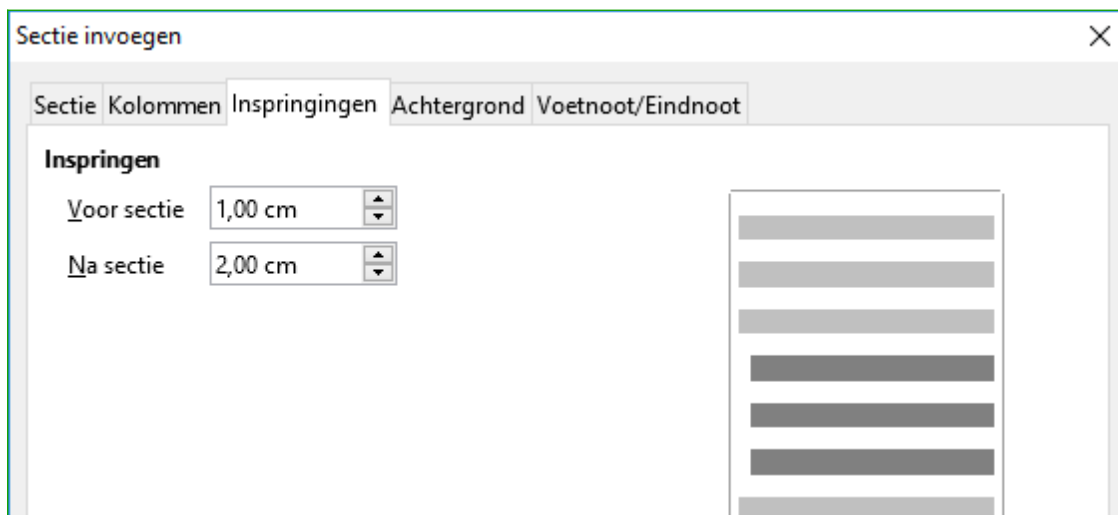 Sectie invoegen
Sectie Kolommen Inspringingen Achtergrond Voetnoot/Eindnoot
Inspringen
Voor sectie 1,00 cm
Na sectie 2,00 cm